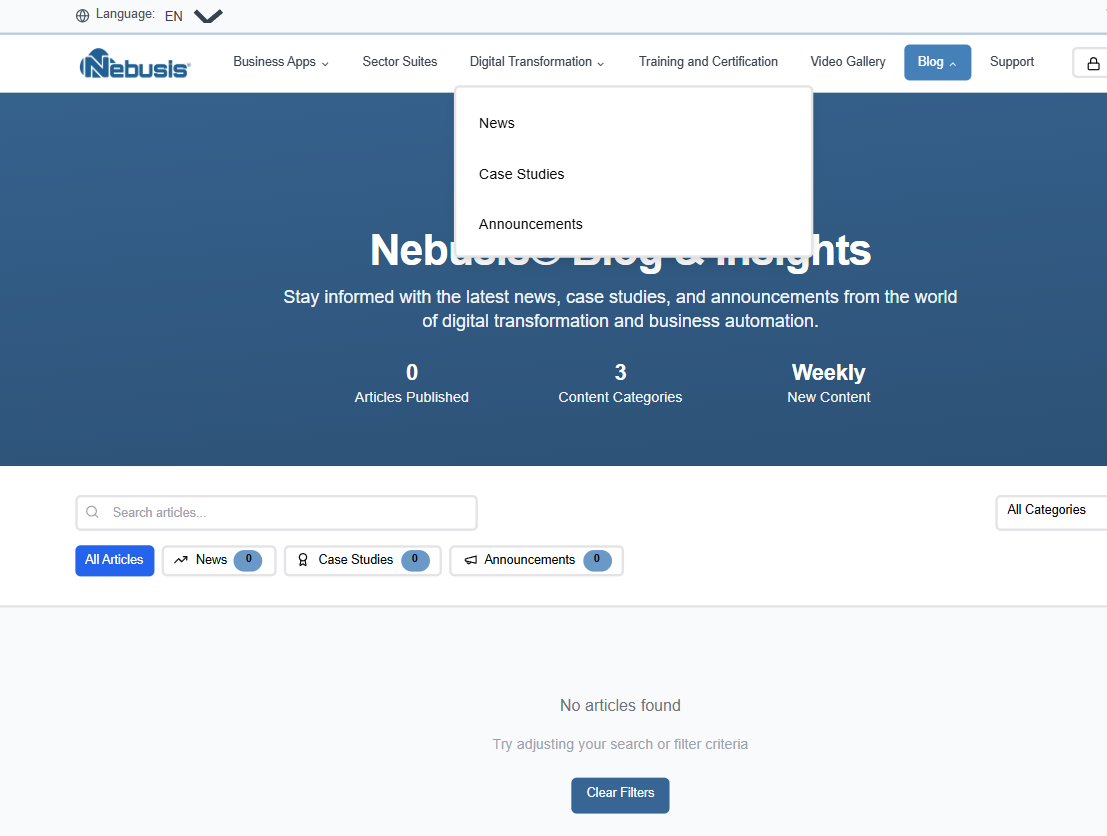 Language: EN
Nebusis®
Business Apps
Sector Suites
Digital Transformation
Training and Certification
Video Gallery
Blog
Support
News
Case Studies
Announcements
Nebusis® Blog & Insights
Stay informed with the latest news, case studies, and announcements from the world
of digital transformation and business automation.
0
Articles Published
3
Content Categories
Weekly
New Content
Search articles...
All Categories
All Articles
News 0
Case Studies 0
Announcements 0
No articles found
Try adjusting your search or filter criteria
Clear Filters